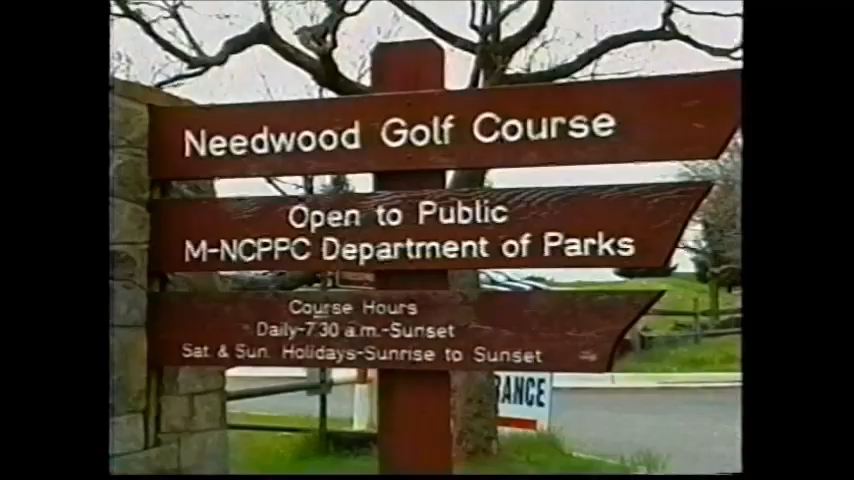 Needwood Golf Course
Open to Public
M-NCPPC Department of Parks
Course Hours
Daily-7:30 a.m.-Sunset
Sat. & Sun. Holidays-Sunrise to Sunset
RANCE